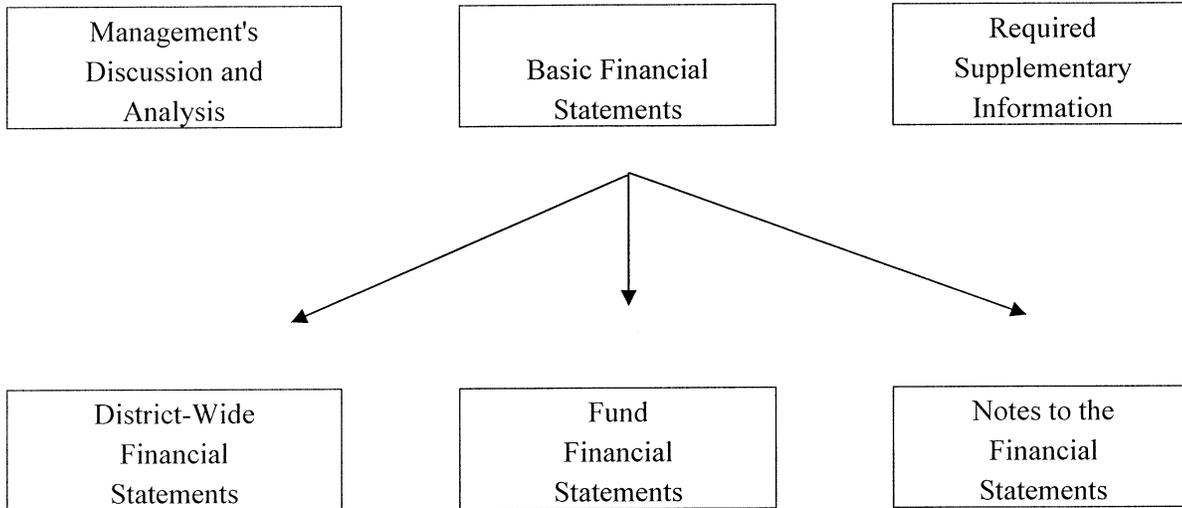 Management's
Discussion and
Analysis
Basic Financial
Statements
Required
Supplementary
Information
District-Wide
Financial
Statements
Fund
Financial
Statements
Notes to the
Financial
Statements